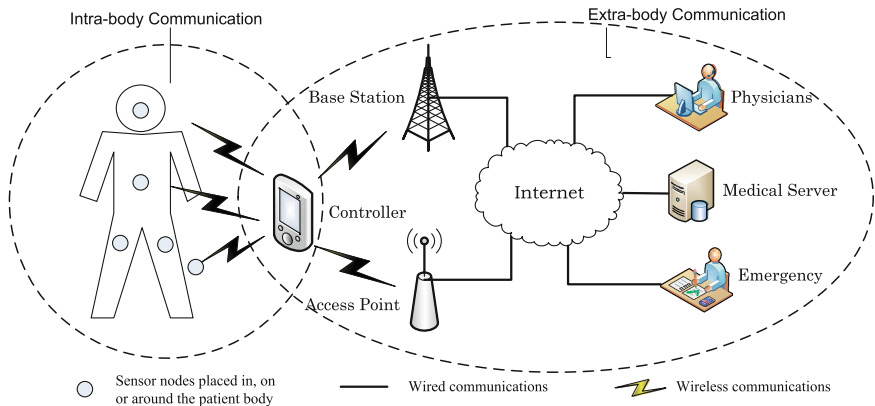 Intra-body Communication
Extra-body Communication
Base Station
Physicians
Internet
Medical Server
Controller
Access Point
Emergency
Sensor nodes placed in, on
or around the patient body
Wired communications
Wireless communications